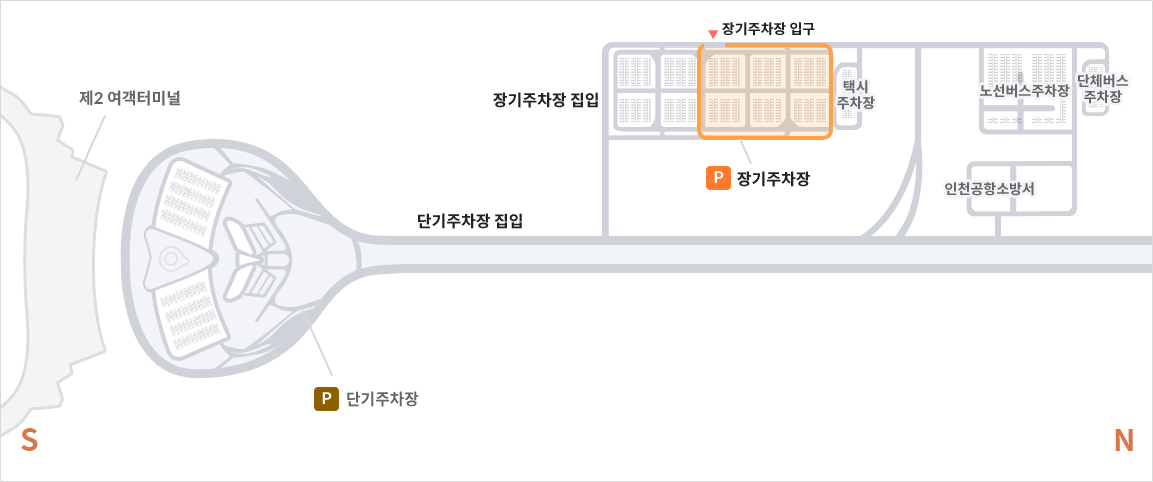 장기주차장 입구
제2 여객터미널
장기주차장 진입
택시
주차장
노선버스주차장
단체버스
주차장
P 장기주차장
인천공항소방서
단기주차장 진입
P 단기주차장
S
N